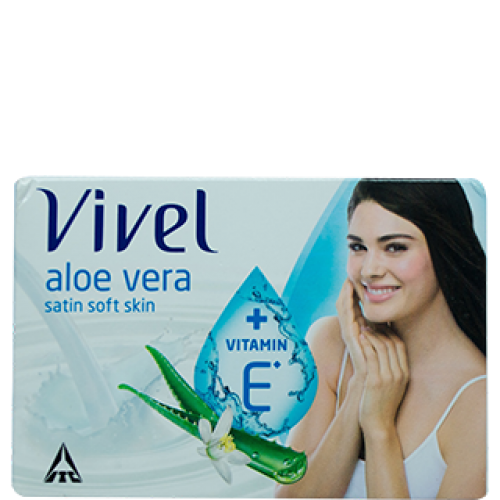 Vivel
aloe vera
satin soft skin
+
VITAMIN
E+
ITC